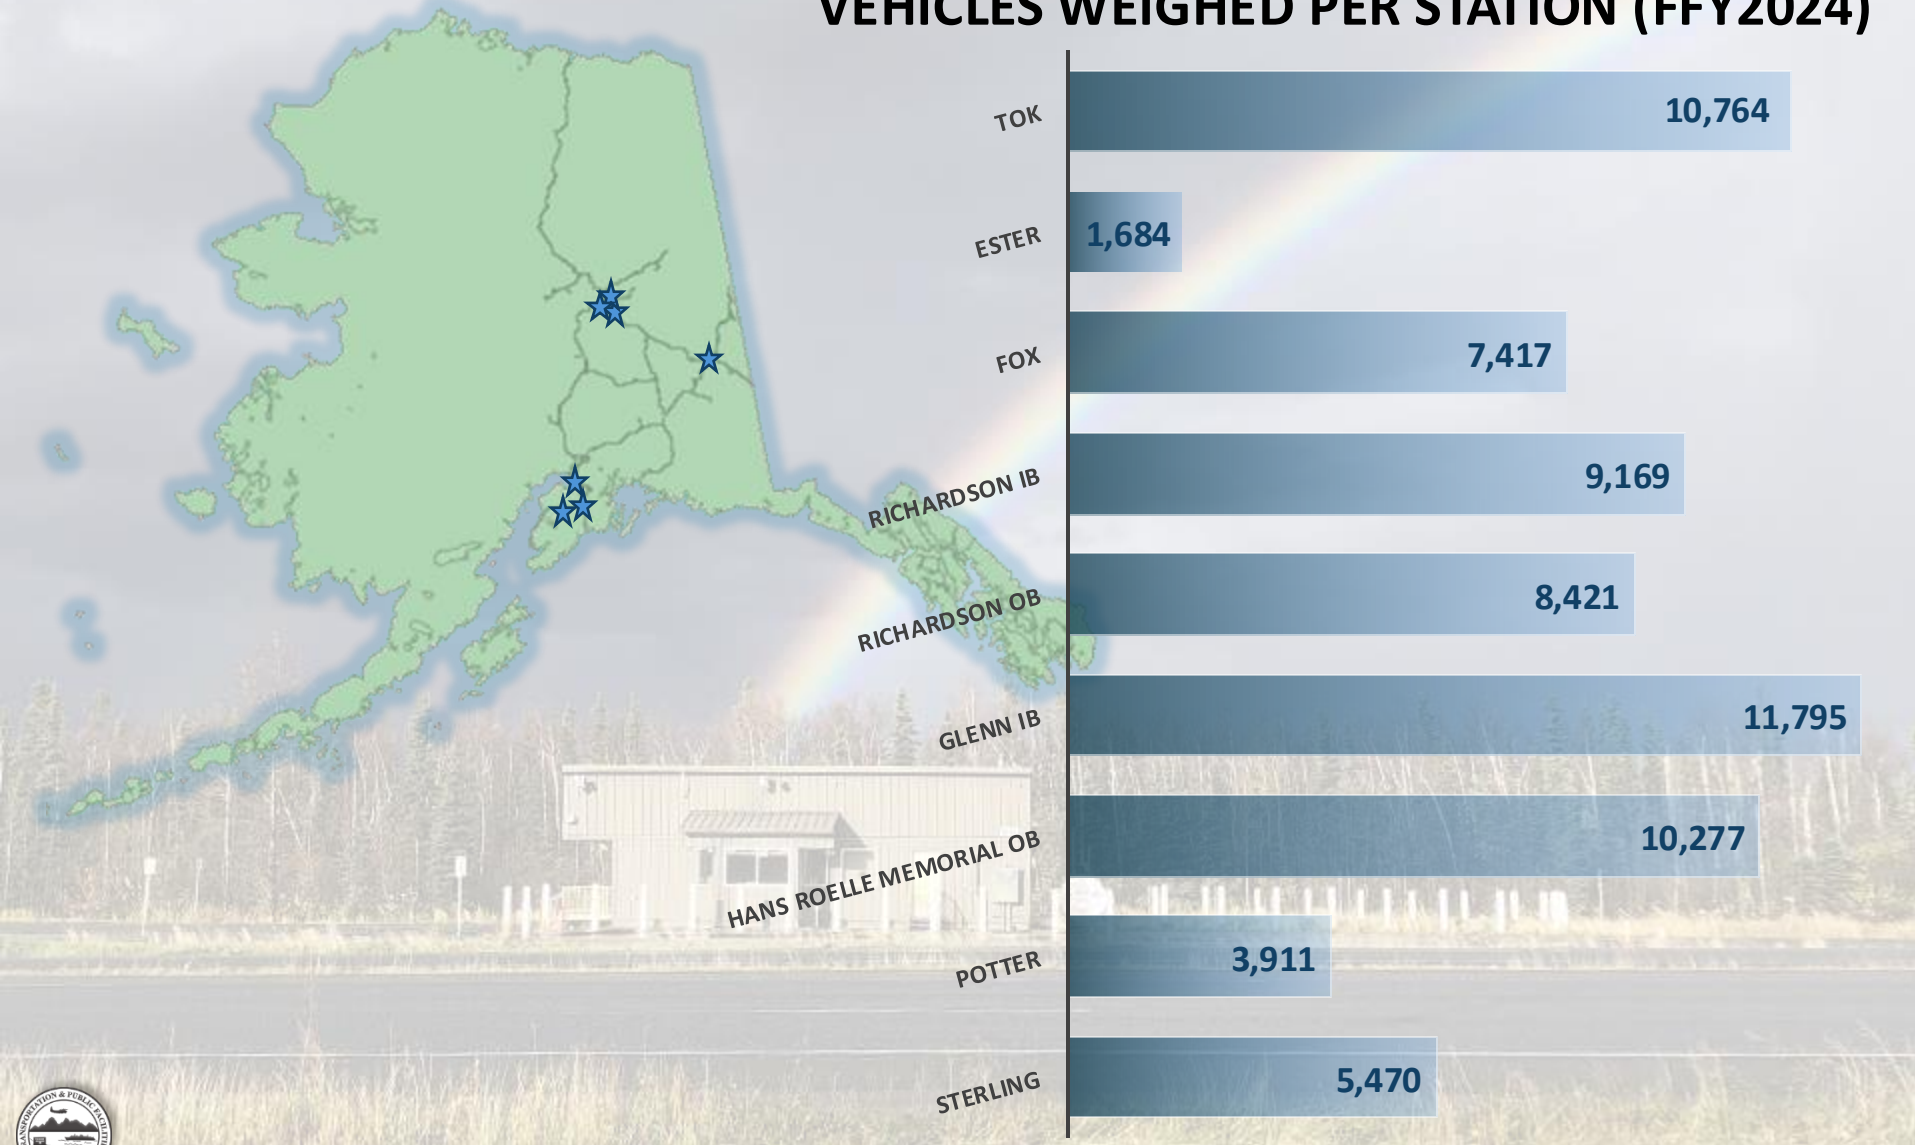 VEHICLES WEIGHED PER STATION (FFY2024)
TOK
10,764
ESTER
1,684
FOX
7,417
RICHARDSON IB
9,169
RICHARDSON OB
8,421
GLENN IB
11,795
HANS ROELLE MEMORIAL OB
10,277
POTTER
3,911
STERLING
5,470
TRANSPORTATION & PUBLIC